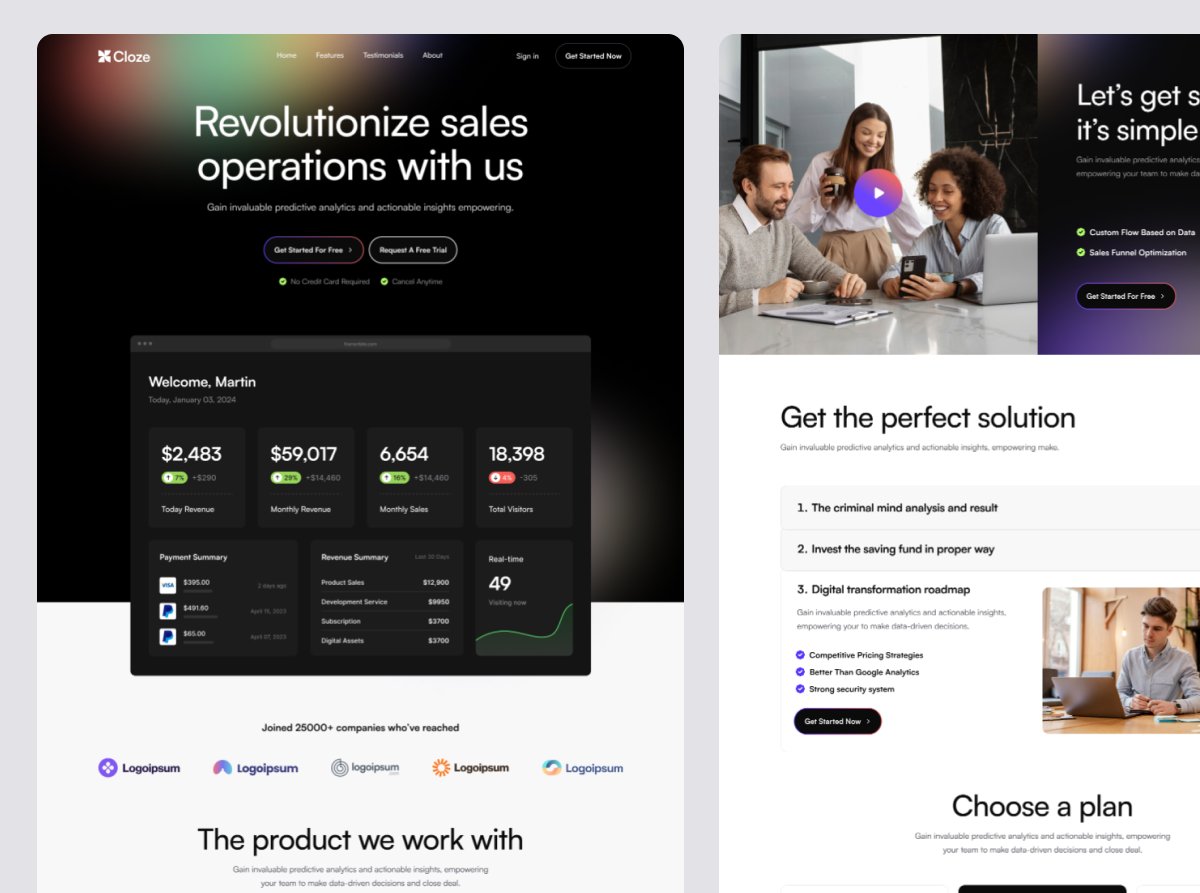 Cloze
Home
Features
Testimonials
About
Sign in
Get Started Now
Revolutionize sales
operations with us
Gain invaluable predictive analytics and actionable insights empowering.
Get Started For Free
Request A Free Trial
No Credit Card Required
Cancel Anytime
Welcome, Martin
Today, January 03, 2024
$2,483
7%
+$290
Today Revenue
$59,017
29%
+$14,460
Monthly Revenue
6,654
16%
+$14,460
Monthly Sales
18,398
4%
-305
Total Visitors
Payment Summary
VISA
$395.00
2 days ago
$491.60
April 15, 2023
$65.00
April 07, 2023
Revenue Summary
Last 30 Days
Product Sales
$12,900
Development Service
$9950
Subscription
$3700
Digital Assets
$3700
Real-time
49
Visiting now
Joined 25000+ companies who've reached
Logoipsum
Logoipsum
logoipsum
Logoipsum
Logoipsum
The product we work with
Gain invaluable predictive analytics and actionable insights, empowering
your team to make data-driven decisions and close deal.
Let's get s
it's simple
Gain invaluable predictive analytics
empowering your team to make da
Custom Flow Based on Data
Sales Funnel Optimization
Get Started For Free
Get the perfect solution
Gain invaluable predictive analytics and actionable insights, empowering make.
1. The criminal mind analysis and result
2. Invest the saving fund in proper way
3. Digital transformation roadmap
Gain invaluable predictive analytics and actionable insights,
empowering your to make data-driven decisions.
Competitive Pricing Strategies
Better Than Google Analytics
Strong security system
Get Started Now
Choose a plan
Gain invaluable predictive analytics and actionable insights, empowering
your team to make data-driven decisions and close deal.